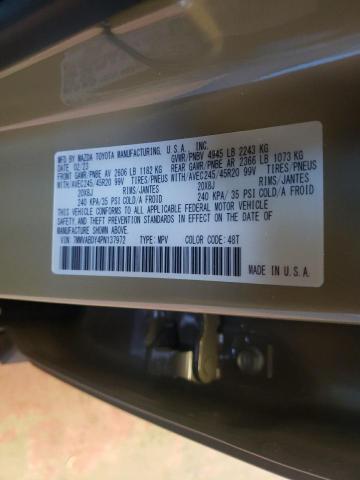 MFD. BY MAZDA TOYOTA MANUFACTURING, U.S.A., INC.
02/23 GVWR/PNBV 4945 LB 2243 KG
FRONT GAWR/PNBE AV 2606 LB 1182 KG REAR GAWR/PNBE AR 2366 LB 1073 KG
WITH/AVEC245/45R20 99V TIRES/PNEUS WITH/AVEC245/45R20 99V TIRES/PNEUS
20X8J RIMS/JANTES 20X8J RIMS/JANTES
240 KPA/35 PSI COLD/A FROID 240 KPA/35 PSI COLD/A FROID
THIS VEHICLE CONFORMS TO ALL APPLICABLE FEDERAL MOTOR VEHICLE
SAFETY, AND THEFT PREVENTION STANDARDS IN EFFECT ON THE DATE OF
MANUFACTURE SHOWN ABOVE.
VIN: 7MMVABDY4PN137972 TYPE: MPV COLOR: 48T
MADE IN U.S.A.